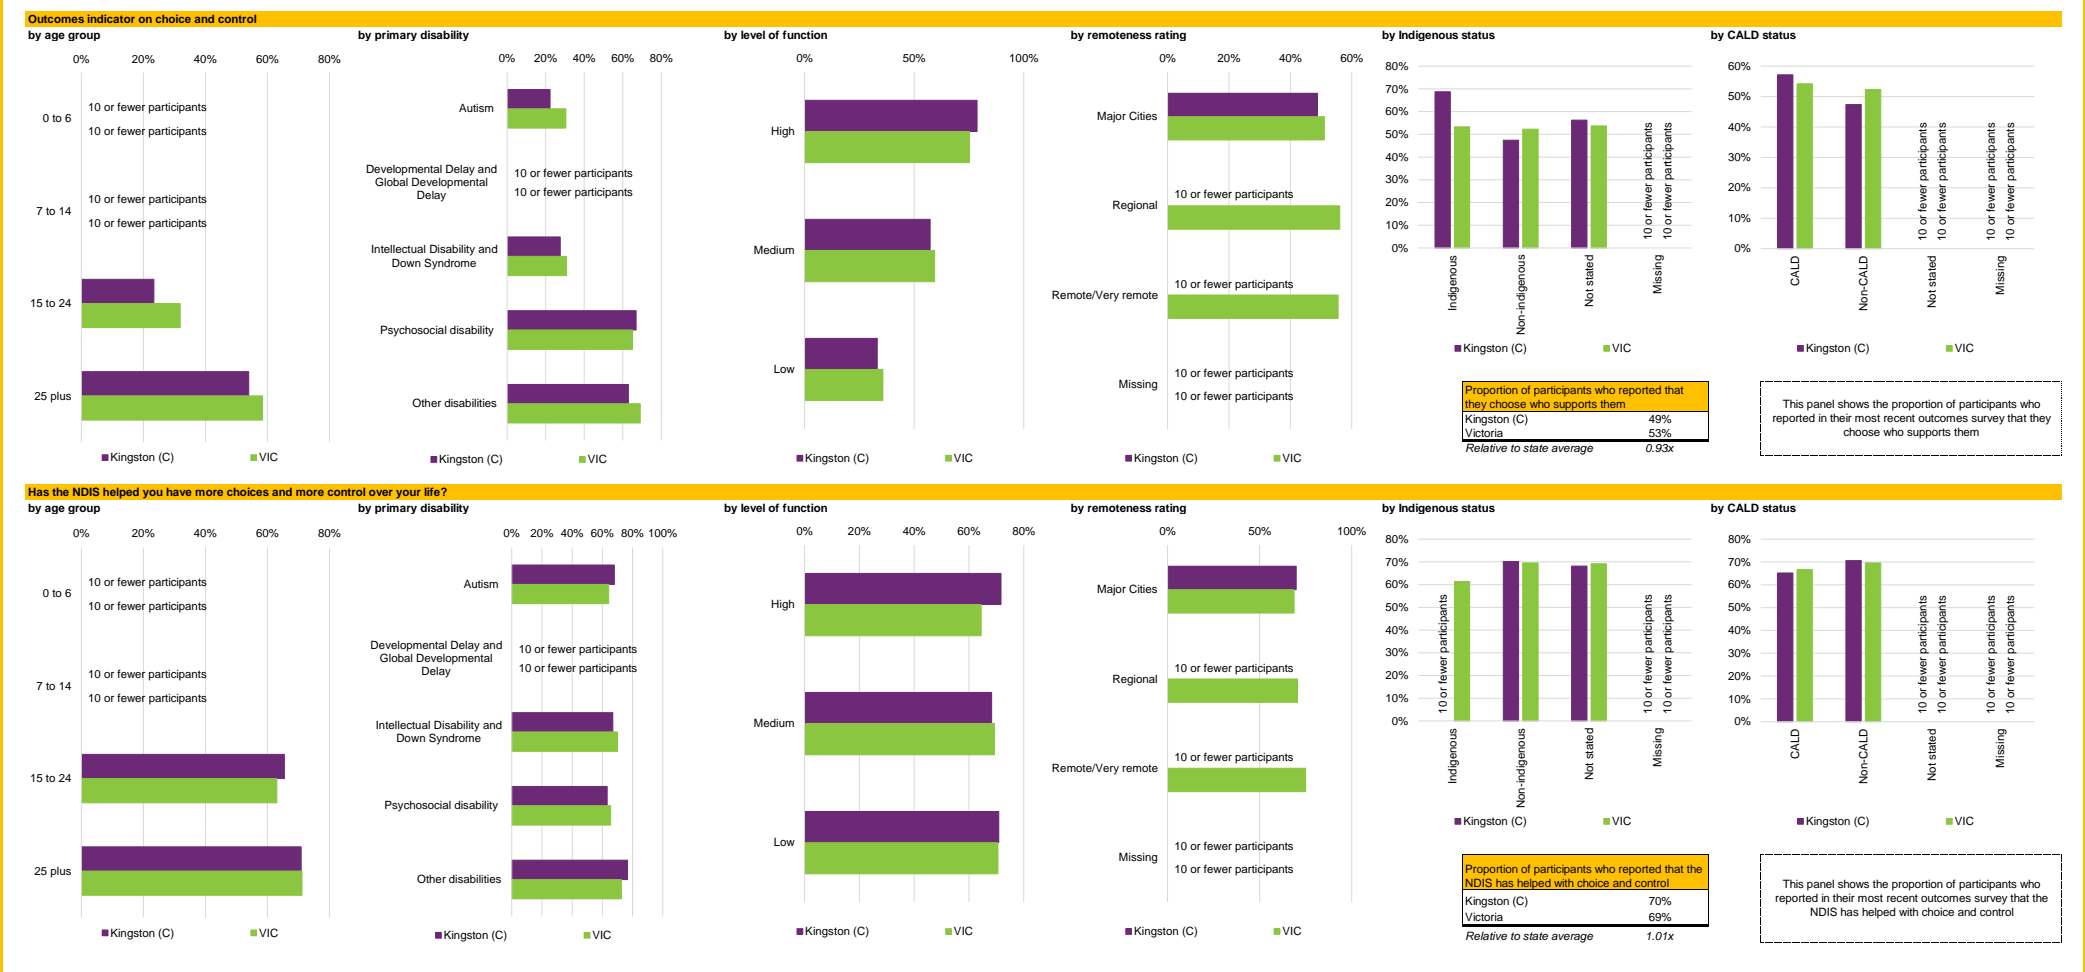 Outcomes indicator on choice and control
by age group
0% 20% 40% 60% 80%
0 to 6
10 or fewer participants
10 or fewer participants
7 to 14
10 or fewer participants
10 or fewer participants
15 to 24
25 plus
Kingston (C) VIC
by primary disability
0% 20% 40% 60% 80%
Autism
Developmental Delay and
Global Developmental
Delay
10 or fewer participants
10 or fewer participants
Intellectual Disability and
Down Syndrome
Psychosocial disability
Other disabilities
Kingston (C) VIC
by level of function
0% 50% 100%
High
Medium
Low
Kingston (C) VIC
by remoteness rating
0% 20% 40% 60%
Major Cities
Regional
10 or fewer participants
Remote/Very remote
10 or fewer participants
Missing
10 or fewer participants
10 or fewer participants
Kingston (C) VIC
by Indigenous status
80%
70%
60%
50%
40%
30%
20%
10%
0%
10 or fewer participants
10 or fewer participants
Indigenous
Non-indigenous
Not stated
Missing
Kingston (C) VIC
Proportion of participants who reported that
they choose who supports them
Kingston (C) 49%
Victoria 53%
Relative to state average 0.93x
by CALD status
60%
50%
40%
30%
20%
10%
0%
10 or fewer participants
10 or fewer participants
10 or fewer participants
10 or fewer participants
CALD
Non-CALD
Not stated
Missing
Kingston (C) VIC
This panel shows the proportion of participants who
reported in their most recent outcomes survey that they
choose who supports them
Has the NDIS helped you have more choices and more control over your life?
by age group
0% 20% 40% 60% 80%
0 to 6
10 or fewer participants
10 or fewer participants
7 to 14
10 or fewer participants
10 or fewer participants
15 to 24
25 plus
Kingston (C) VIC
by primary disability
0% 20% 40% 60% 80% 100%
Autism
Developmental Delay and
Global Developmental
Delay
10 or fewer participants
10 or fewer participants
Intellectual Disability and
Down Syndrome
Psychosocial disability
Other disabilities
Kingston (C) VIC
by level of function
0% 20% 40% 60% 80%
High
Medium
Low
Kingston (C) VIC
by remoteness rating
0% 50% 100%
Major Cities
Regional
10 or fewer participants
Remote/Very remote
10 or fewer participants
Missing
10 or fewer participants
10 or fewer participants
Kingston (C) VIC
by Indigenous status
80%
70%
60%
50%
40%
30%
20%
10%
0%
10 or fewer participants
10 or fewer participants
10 or fewer participants
Indigenous
Non-indigenous
Not stated
Missing
Kingston (C) VIC
Proportion of participants who reported that the
NDIS has helped with choice and control
Kingston (C) 70%
Victoria 69%
Relative to state average 1.01x
by CALD status
80%
70%
60%
50%
40%
30%
20%
10%
0%
10 or fewer participants
10 or fewer participants
10 or fewer participants
10 or fewer participants
CALD
Non-CALD
Not stated
Missing
Kingston (C) VIC
This panel shows the proportion of participants who
reported in their most recent outcomes survey that the
NDIS has helped with choice and control